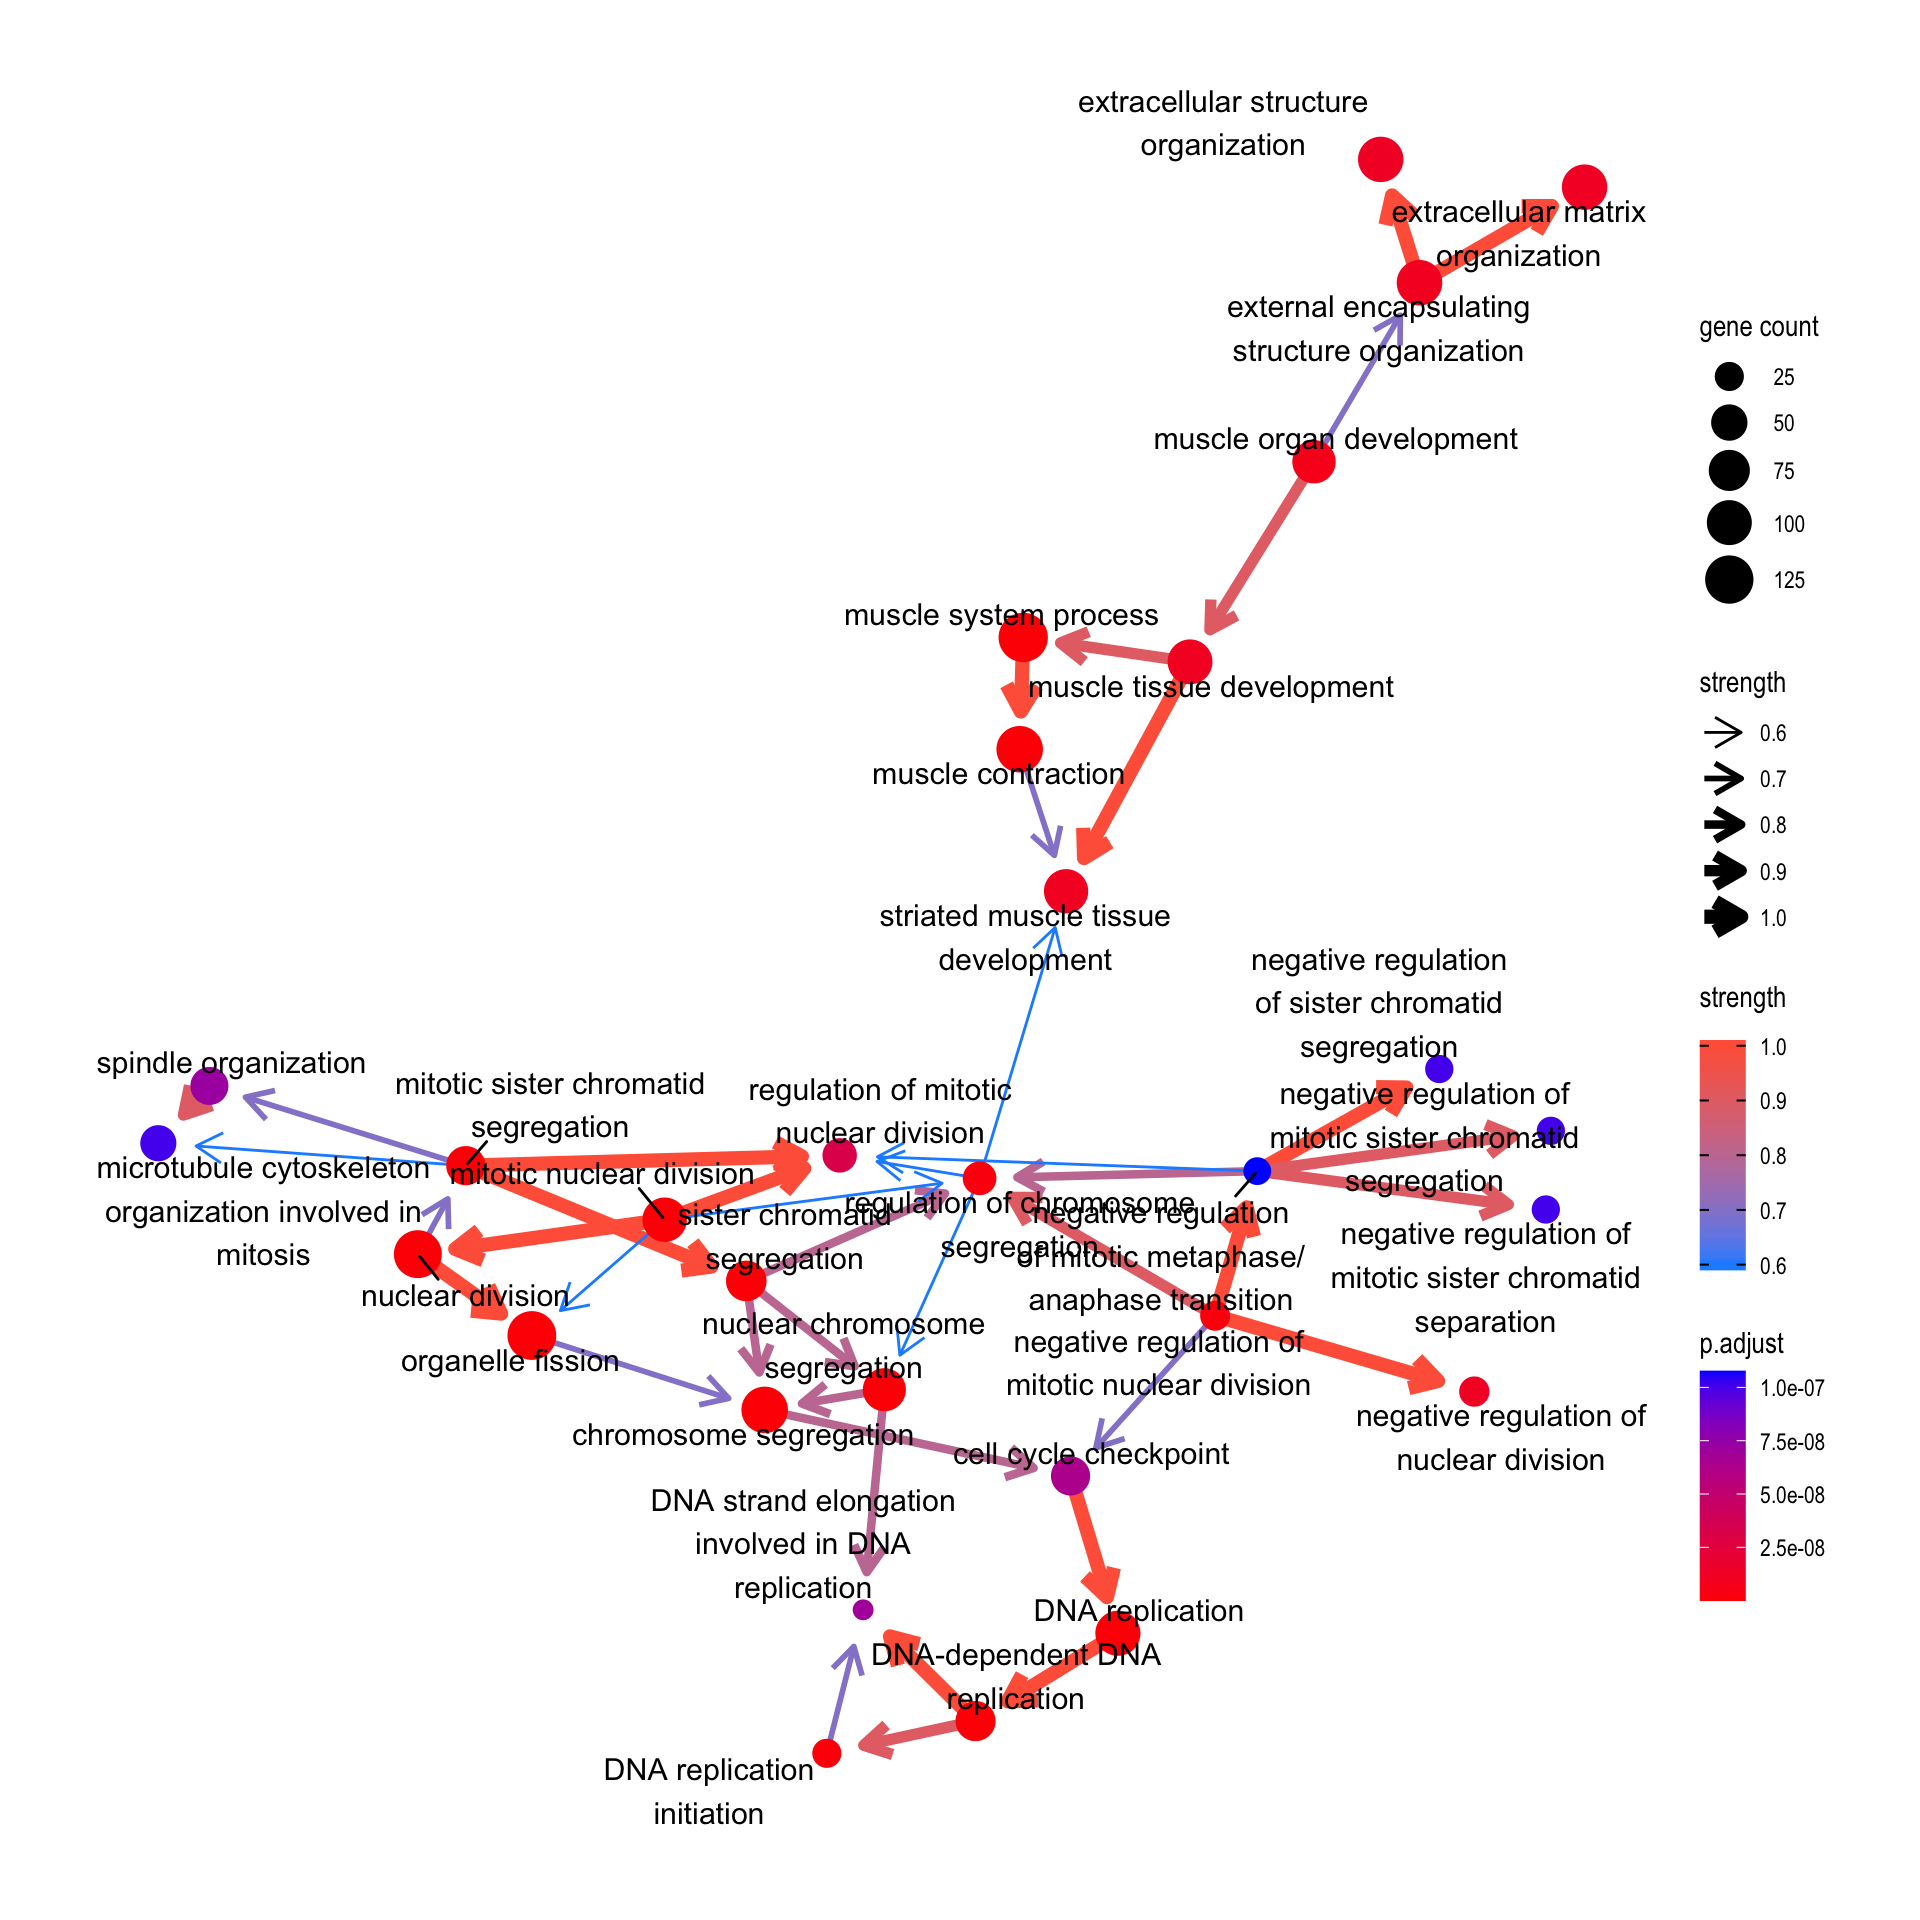 extracellular structure
organization
extracellular matrix
organization
external encapsulating
structure organization
muscle organ development
muscle system process
muscle tissue development
muscle contraction
striated muscle tissue
development
negative regulation
of sister chromatid
segregation
spindle organization
mitotic sister chromatid
segregation
regulation of mitotic
nuclear division
negative regulation of
mitotic sister chromatid
segregation
microtubule cytoskeleton
organization involved in
mitosis
mitotic nuclear division
sister chromatid
segregation
regulation of chromosome
segregation
negative regulation
of mitotic metaphase/
anaphase transition
negative regulation of
mitotic sister chromatid
separation
nuclear division
organelle fission
nuclear chromosome
segregation
negative regulation of
mitotic nuclear division
chromosome segregation
cell cycle checkpoint
negative regulation of
nuclear division
DNA strand elongation
involved in DNA
replication
DNA replication
DNA-dependent DNA
replication
DNA replication
initiation
gene count
25
50
75
100
125
strength
0.6
0.7
0.8
0.9
1.0
strength
1.0
0.9
0.8
0.7
0.6
p.adjust
1.0e-07
7.5e-08
5.0e-08
2.5e-08